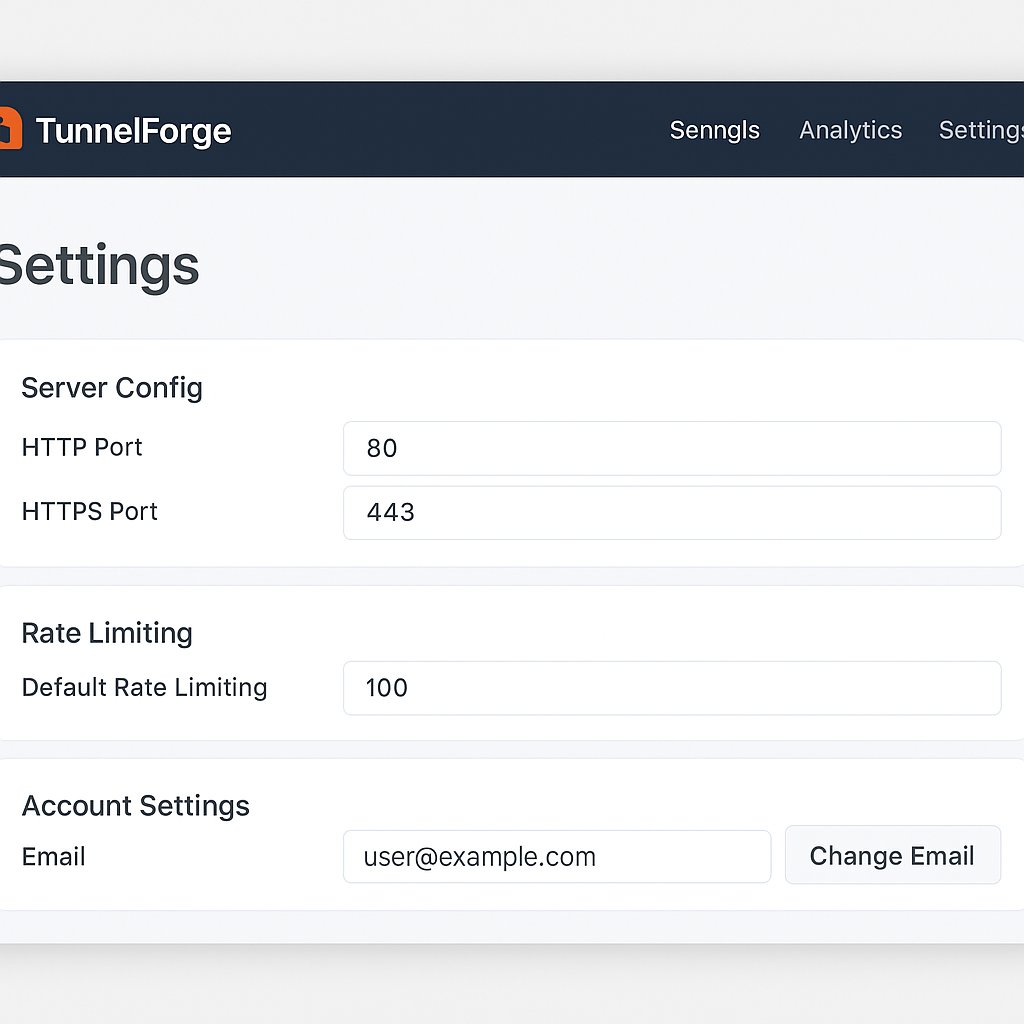 TunnelForge
Senngls Analytics Settings
Settings
Server Config
HTTP Port 80
HTTPS Port 443
Rate Limiting
Default Rate Limiting 100
Account Settings
Email user@example.com Change Email